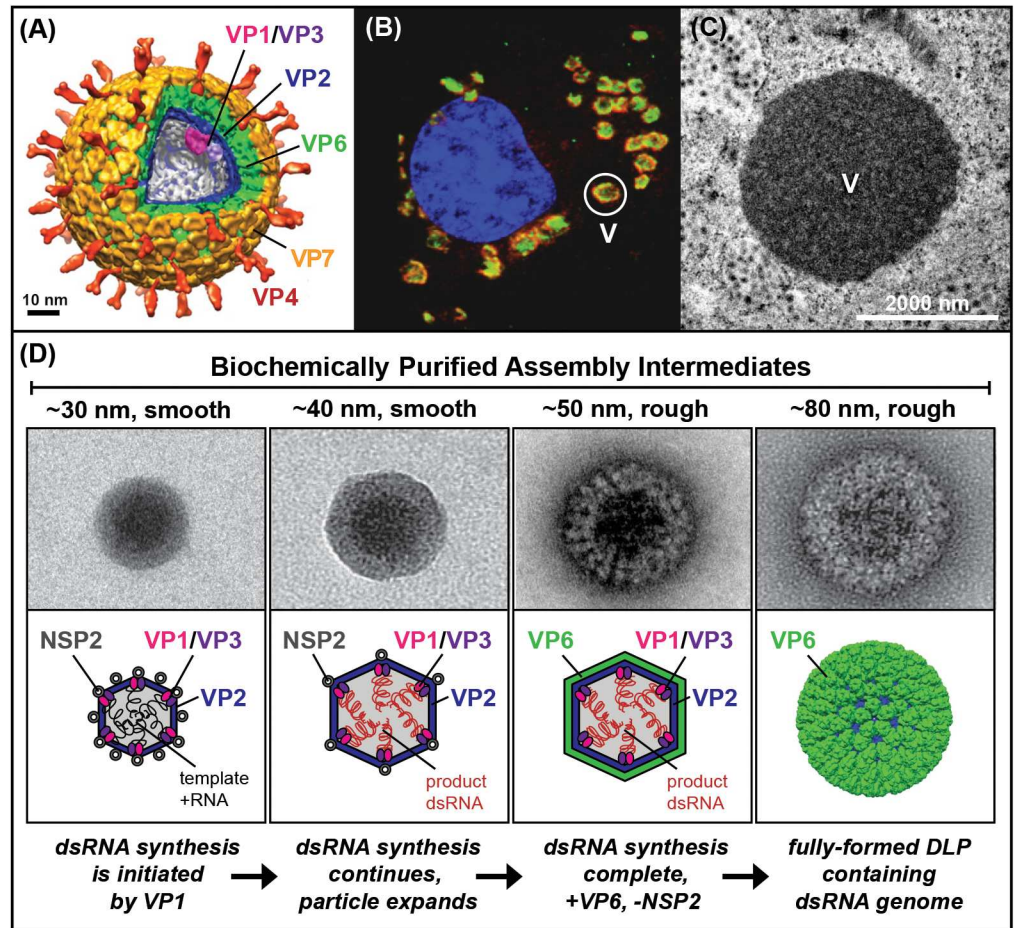 (A)
VP1/VP3
VP2
VP6
VP7
VP4
10 nm
(B)
V
(C)
V
2000 nm
(D)
Biochemically Purified Assembly Intermediates
~30 nm, smooth
~40 nm, smooth
~50 nm, rough
~80 nm, rough
NSP2
VP1/VP3
VP2
template
+RNA
NSP2
VP1/VP3
VP2
product
dsRNA
VP6
VP1/VP3
VP2
product
dsRNA
VP6
dsRNA synthesis
is initiated
by VP1
dsRNA synthesis
continues,
particle expands
dsRNA synthesis
complete,
+VP6, -NSP2
fully-formed DLP
containing
dsRNA genome